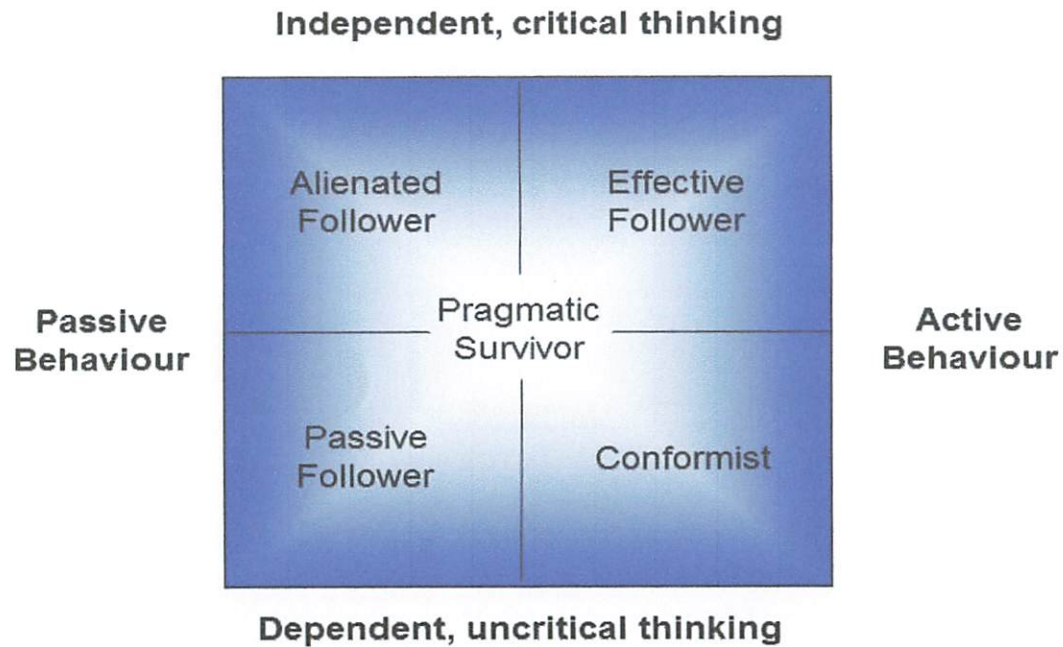 Independent, critical thinking
Alienated
Follower
Effective
Follower
Passive
Behaviour
Pragmatic
Survivor
Active
Behaviour
Passive
Follower
Conformist
Dependent, uncritical thinking